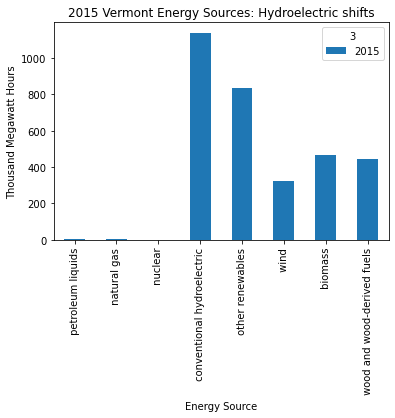 2015 Vermont Energy Sources: Hydroelectric shifts
3
2015
Thousand Megawatt Hours
1000
800
600
400
200
0
petroleum liquids
natural gas
nuclear
conventional hydroelectric
other renewables
wind
biomass
wood and wood-derived fuels
Energy Source